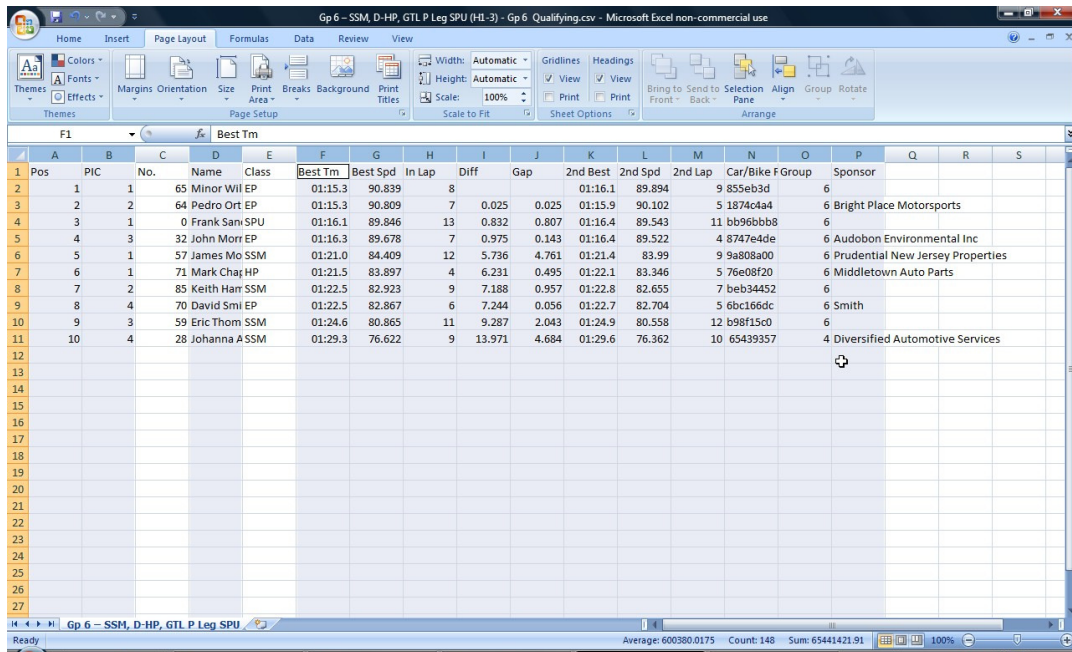 Gp 6 – SSM, D-HP, GTL P Leg SPU (H1-3) - Gp 6 Qualifying.csv - Microsoft Excel non-commercial use
Home Insert Page Layout Formulas Data Review View
Themes
Colors
Fonts
Effects
Themes
Margins Orientation Size Print Area Breaks Background Print Titles
Page Setup
Width: Automatic
Height: Automatic
Scale: 100%
Scale to Fit
Gridlines Headings
View View
Print Print
Sheet Options
Bring to Front Send to Back Selection Pane Align Group Rotate
Arrange
F1 fx Best Tm
A B C D E F G H I J K L M N O P Q R S
1 Pos PIC No. Name Class Best Tm Best Spd In Lap Diff Gap 2nd Best 2nd Spd 2nd Lap Car/Bike F Group Sponsor
2 1 1 65 Minor Wil EP 01:15.3 90.839 8 01:16.1 89.894 9 855eb3d 6
3 2 2 64 Pedro Ort EP 01:15.3 90.809 7 0.025 0.025 01:15.9 90.102 5 1874c4a4 6 Bright Place Motorsports
4 3 1 0 Frank San SPU 01:16.1 89.846 13 0.832 0.807 01:16.4 89.543 11 bb96bbb8 6
5 4 3 32 John Morr EP 01:16.3 89.678 7 0.975 0.143 01:16.4 89.522 4 8747e4de 6 Audobon Environmental Inc
6 5 1 57 James Mo SSM 01:21.0 84.409 12 5.736 4.761 01:21.4 83.99 9 9a808a00 6 Prudential New Jersey Properties
7 6 1 71 Mark Chap HP 01:21.5 83.897 4 6.231 0.495 01:22.1 83.346 5 76e08f20 6 Middletown Auto Parts
8 7 2 85 Keith Ham SSM 01:22.5 82.923 9 7.188 0.957 01:22.8 82.655 7 beb34452 6
9 8 4 70 David Smi EP 01:22.5 82.867 6 7.244 0.056 01:22.7 82.704 5 6bc166dc 6 Smith
10 9 3 59 Eric Thom SSM 01:24.6 80.865 11 9.287 2.043 01:24.9 80.558 12 b98f15c0 6
11 10 4 28 Johanna A SSM 01:29.3 76.622 9 13.971 4.684 01:29.6 76.362 10 65439357 4 Diversified Automotive Services
12
13
14
15
16
17
18
19
20
21
22
23
24
25
26
27
Gp 6 – SSM, D-HP, GTL P Leg SPU
Ready Average: 600380.0175 Count: 148 Sum: 65441421.91 100%